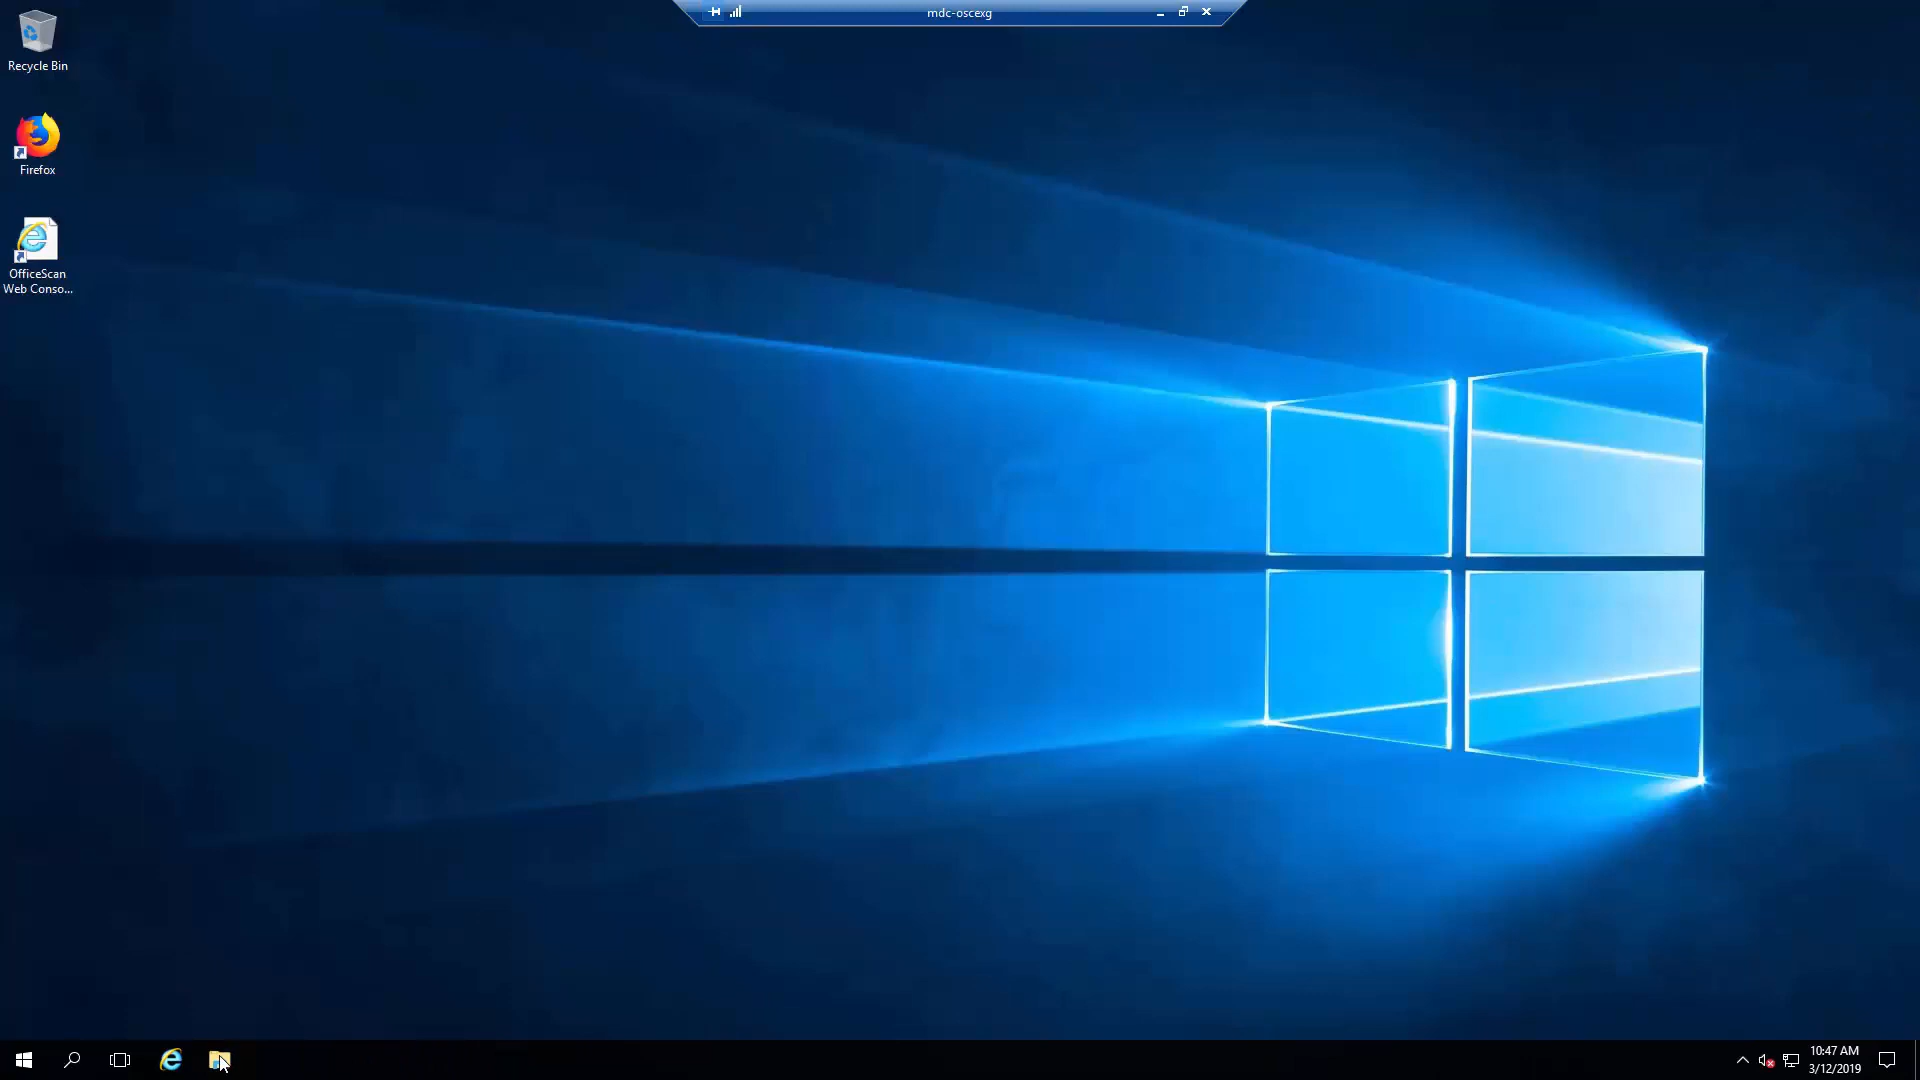 mdc-oscexg
Recycle Bin
Firefox
OfficeScan
Web Conso...
10:47 AM
3/12/2019